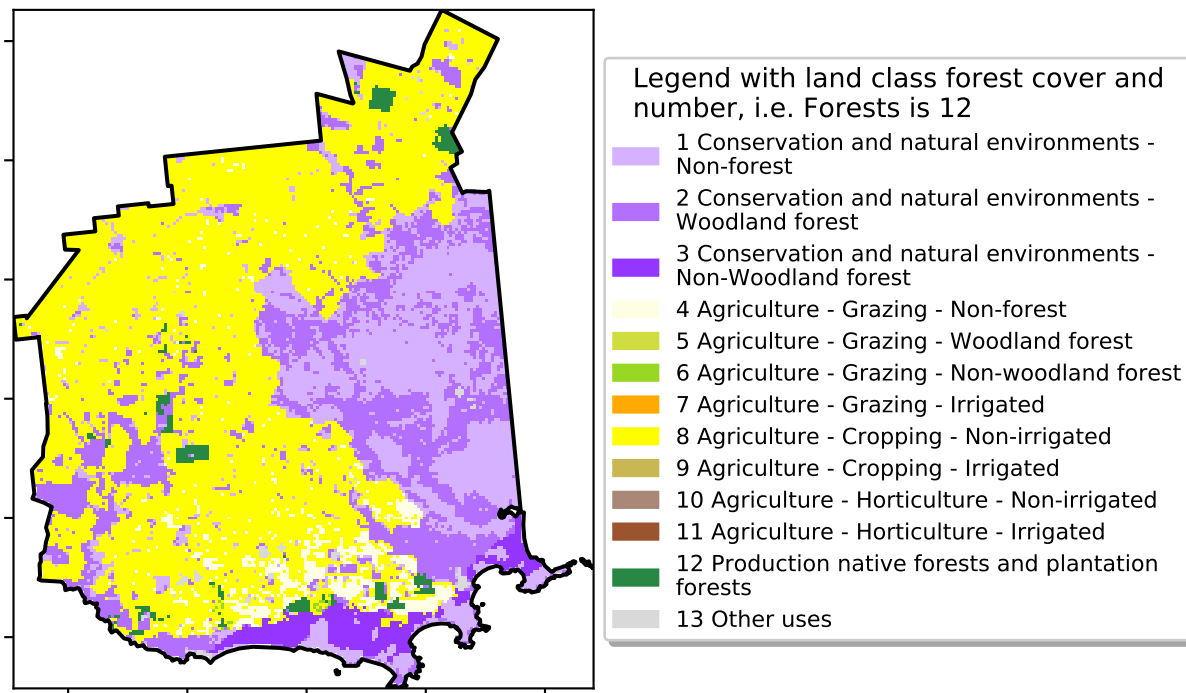 Legend with land class forest cover and
number, i.e. Forests is 12
1 Conservation and natural environments -
Non-forest
2 Conservation and natural environments -
Woodland forest
3 Conservation and natural environments -
Non-Woodland forest
4 Agriculture - Grazing - Non-forest
5 Agriculture - Grazing - Woodland forest
6 Agriculture - Grazing - Non-woodland forest
7 Agriculture - Grazing - Irrigated
8 Agriculture - Cropping - Non-irrigated
9 Agriculture - Cropping - Irrigated
10 Agriculture - Horticulture - Non-irrigated
11 Agriculture - Horticulture - Irrigated
12 Production native forests and plantation
forests
13 Other uses